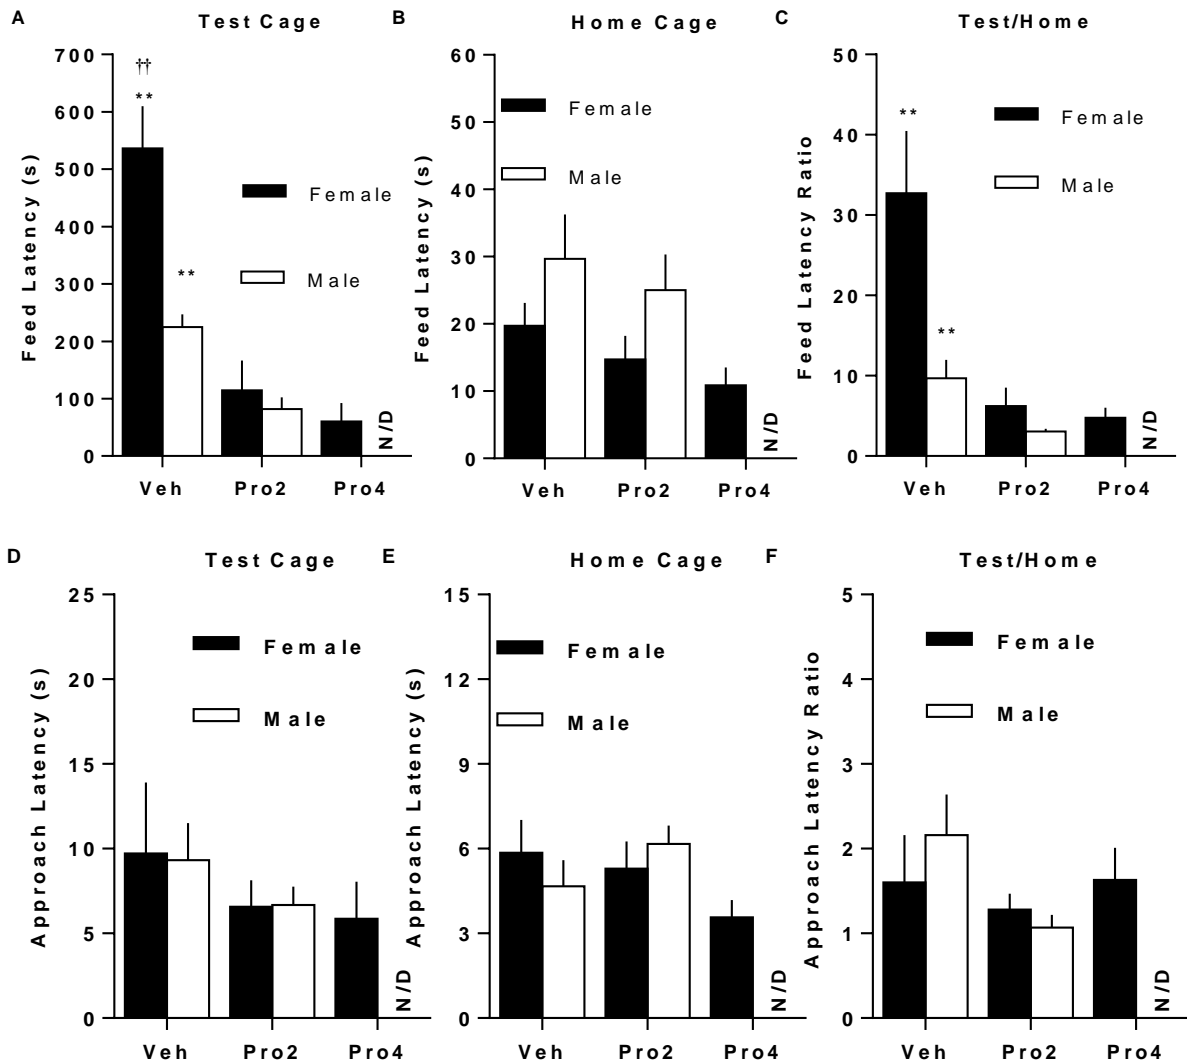 A Test Cage
B Home Cage
C Test/Home
Feed Latency (s)
700
600
500
400
300
200
100
0
††
**
**
Female
Male
N/D
Veh Pro2 Pro4
Feed Latency (s)
60
50
40
30
20
10
0
Female
Male
N/D
Veh Pro2 Pro4
Feed Latency Ratio
50
40
30
20
10
0
**
**
Female
Male
N/D
Veh Pro2 Pro4
D Test Cage
E Home Cage
F Test/Home
Approach Latency (s)
25
20
15
10
5
0
Female
Male
N/D
Veh Pro2 Pro4
Approach Latency (s)
15
12
9
6
3
0
Female
Male
N/D
Veh Pro2 Pro4
Approach Latency Ratio
5
4
3
2
1
0
Female
Male
N/D
Veh Pro2 Pro4